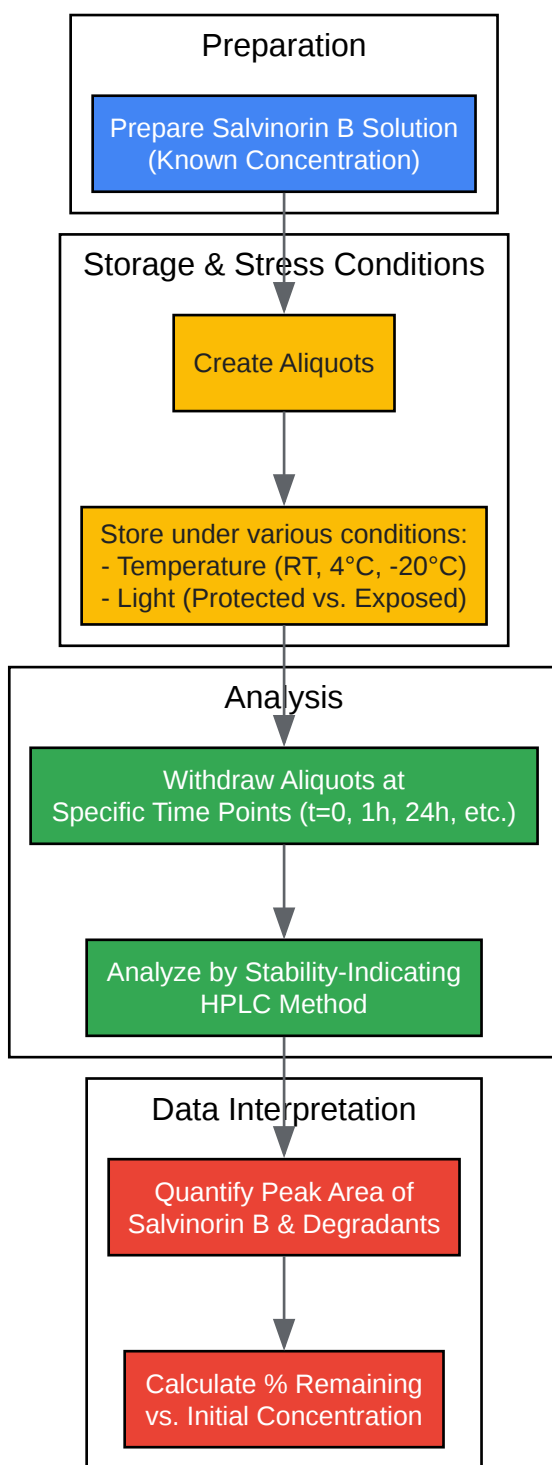 Preparation
Prepare Salvinorin B Solution
(Known Concentration)
Storage & Stress Conditions
Create Aliquots
Store under various conditions:
- Temperature (RT, 4°C, -20°C)
- Light (Protected vs. Exposed)
Analysis
Withdraw Aliquots at
Specific Time Points (t=0, 1h, 24h, etc.)
Analyze by Stability-Indicating
HPLC Method
Data Interpretation
Quantify Peak Area of
Salvinorin B & Degradants
Calculate % Remaining
vs. Initial Concentration